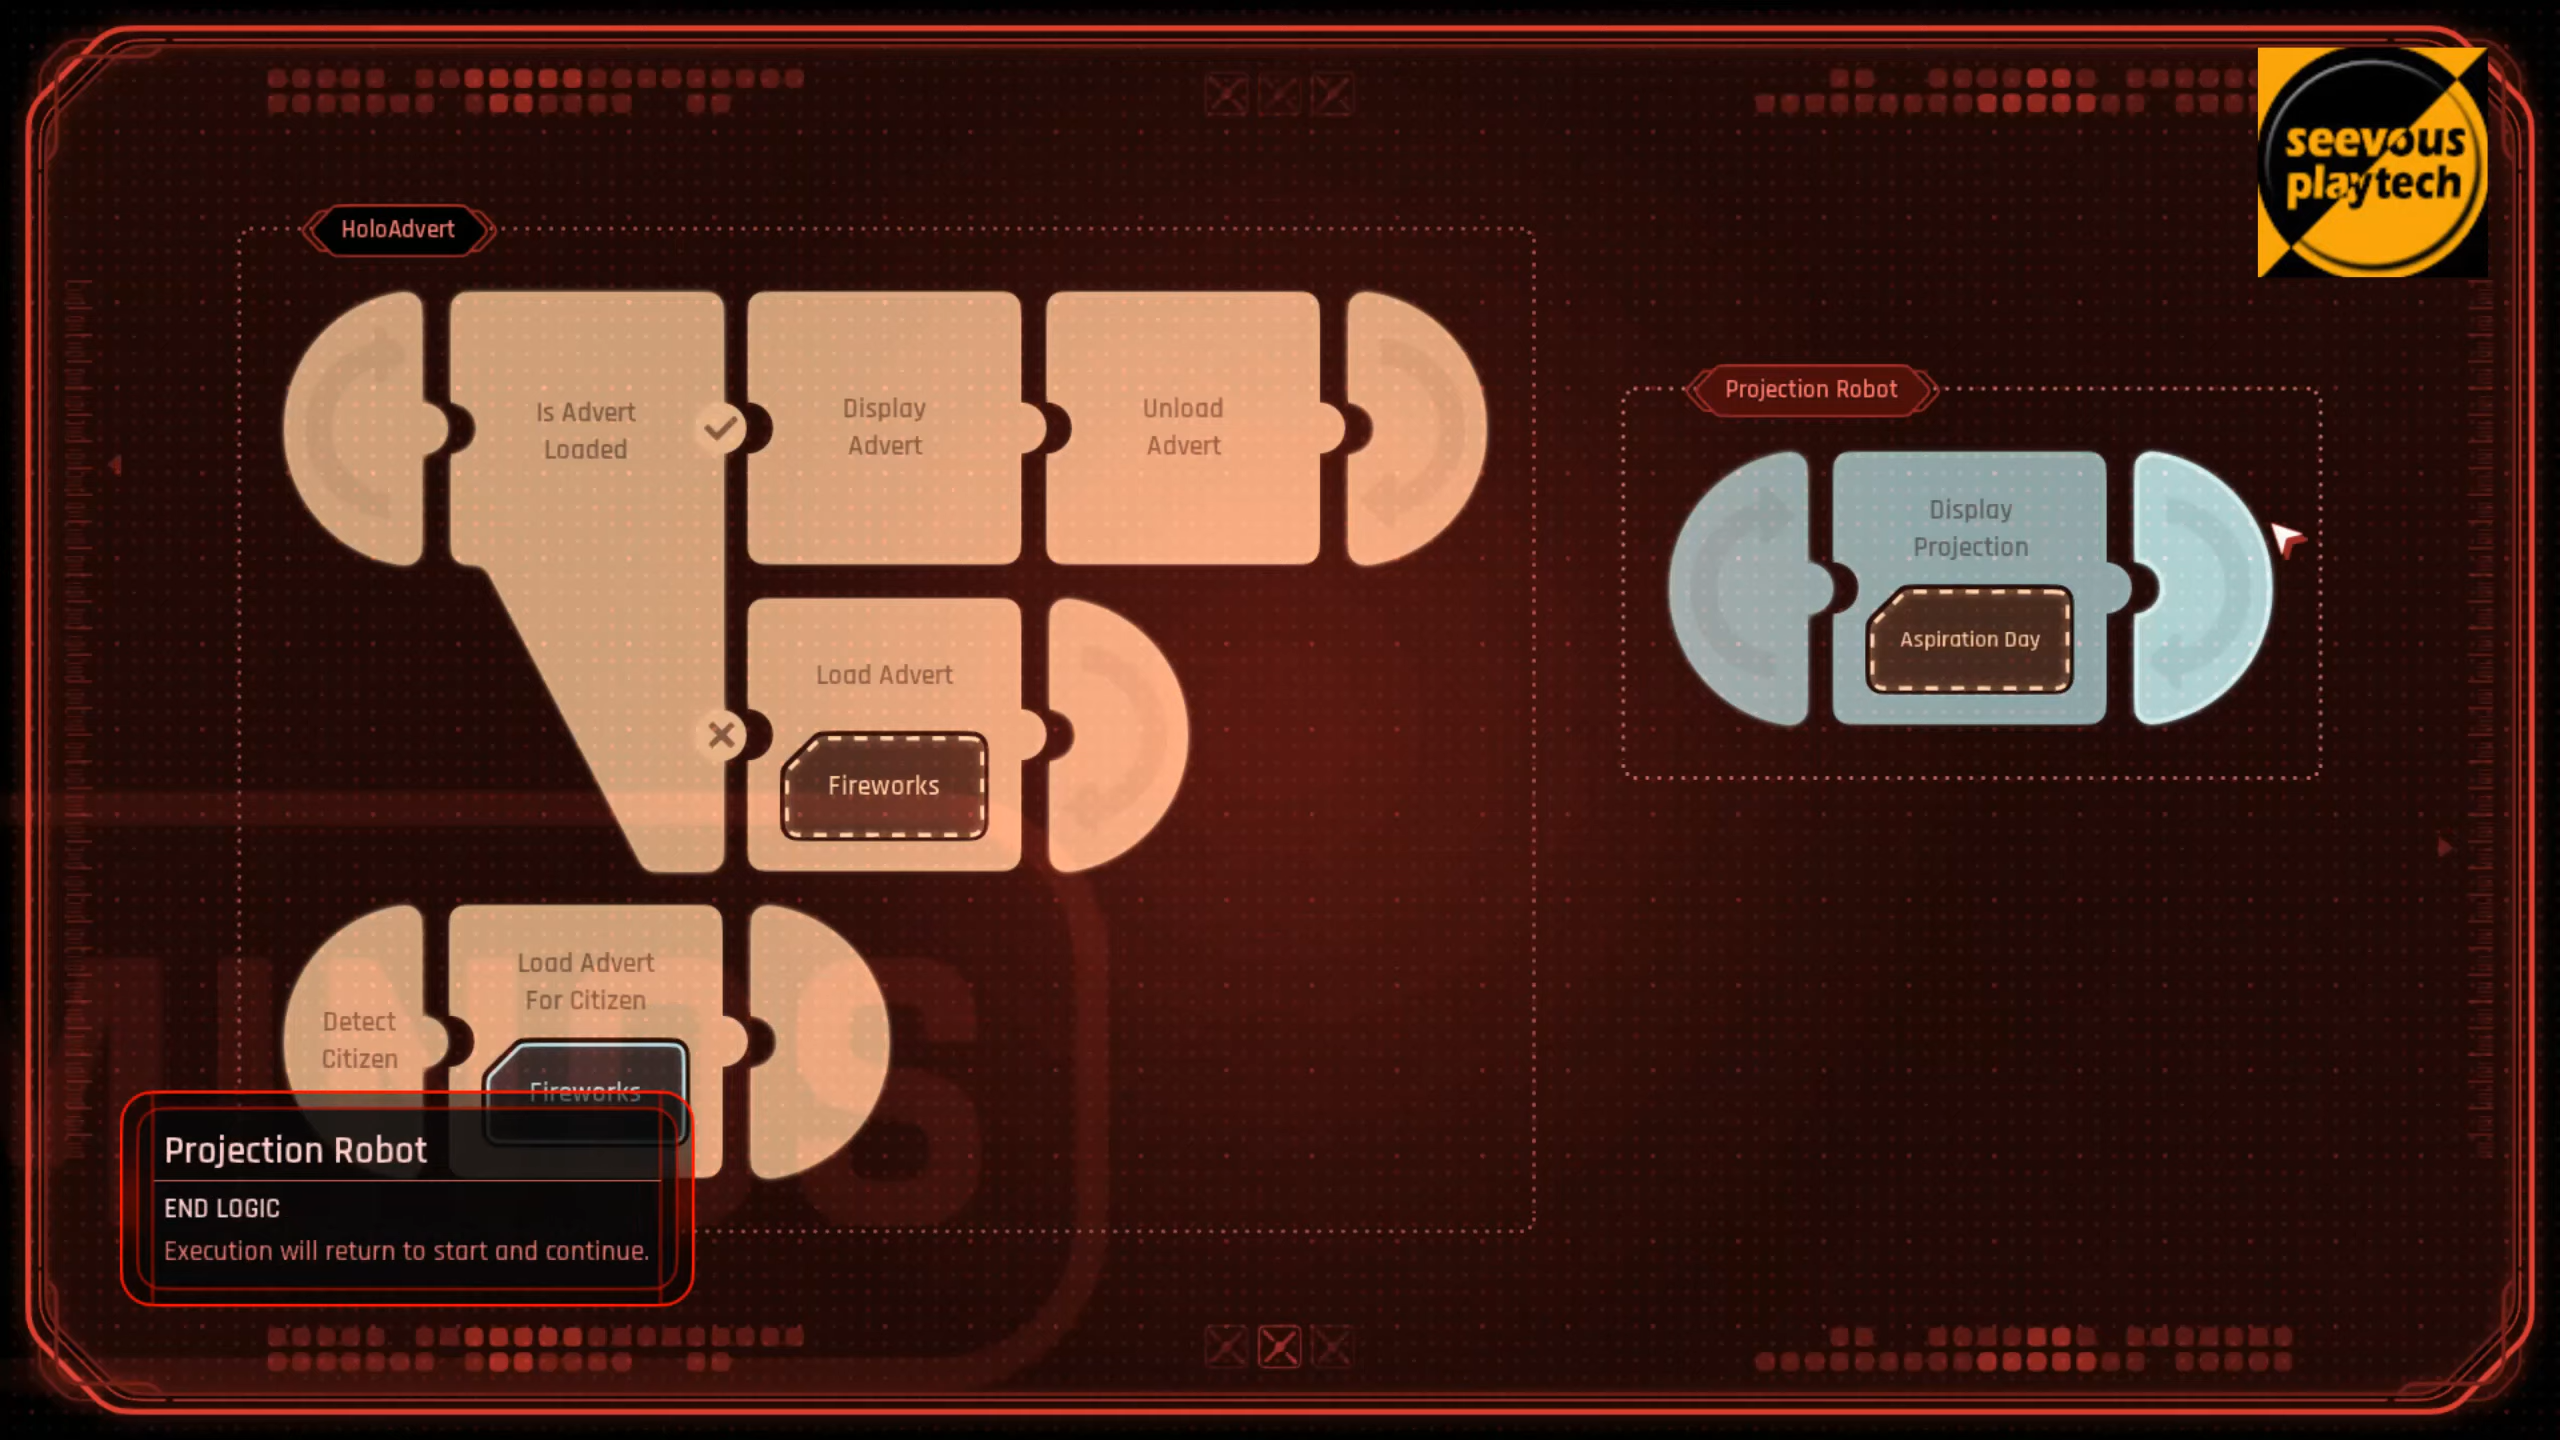 seevous
playtech
HoloAdvert
Is Advert
Loaded
Display
Advert
Unload
Advert
Load Advert
Fireworks
Projection Robot
Display
Projection
Aspiration Day
Detect
Citizen
Load Advert
For Citizen
Fireworks
Projection Robot
END LOGIC
Execution will return to start and continue.